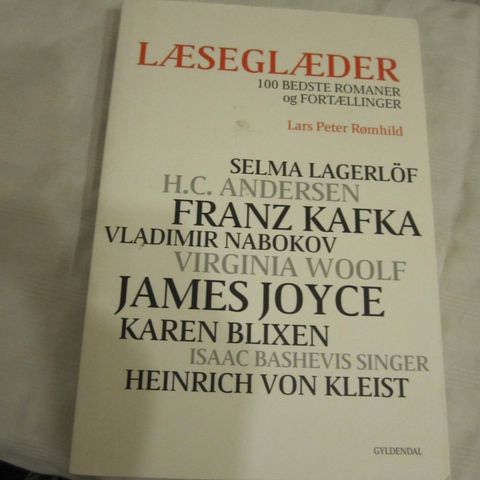 LÆSEGLÆDER
100 BEDSTE ROMANER
og FORTÆLLINGER
Lars Peter Rømhild
SELMA LAGERLÖF
H.C. ANDERSEN
FRANZ KAFKA
VLADIMIR NABOKOV
VIRGINIA WOOLF
JAMES JOYCE
KAREN BLIXEN
ISAAC BASHEVIS SINGER
HEINRICH VON KLEIST
GYLDENDAL